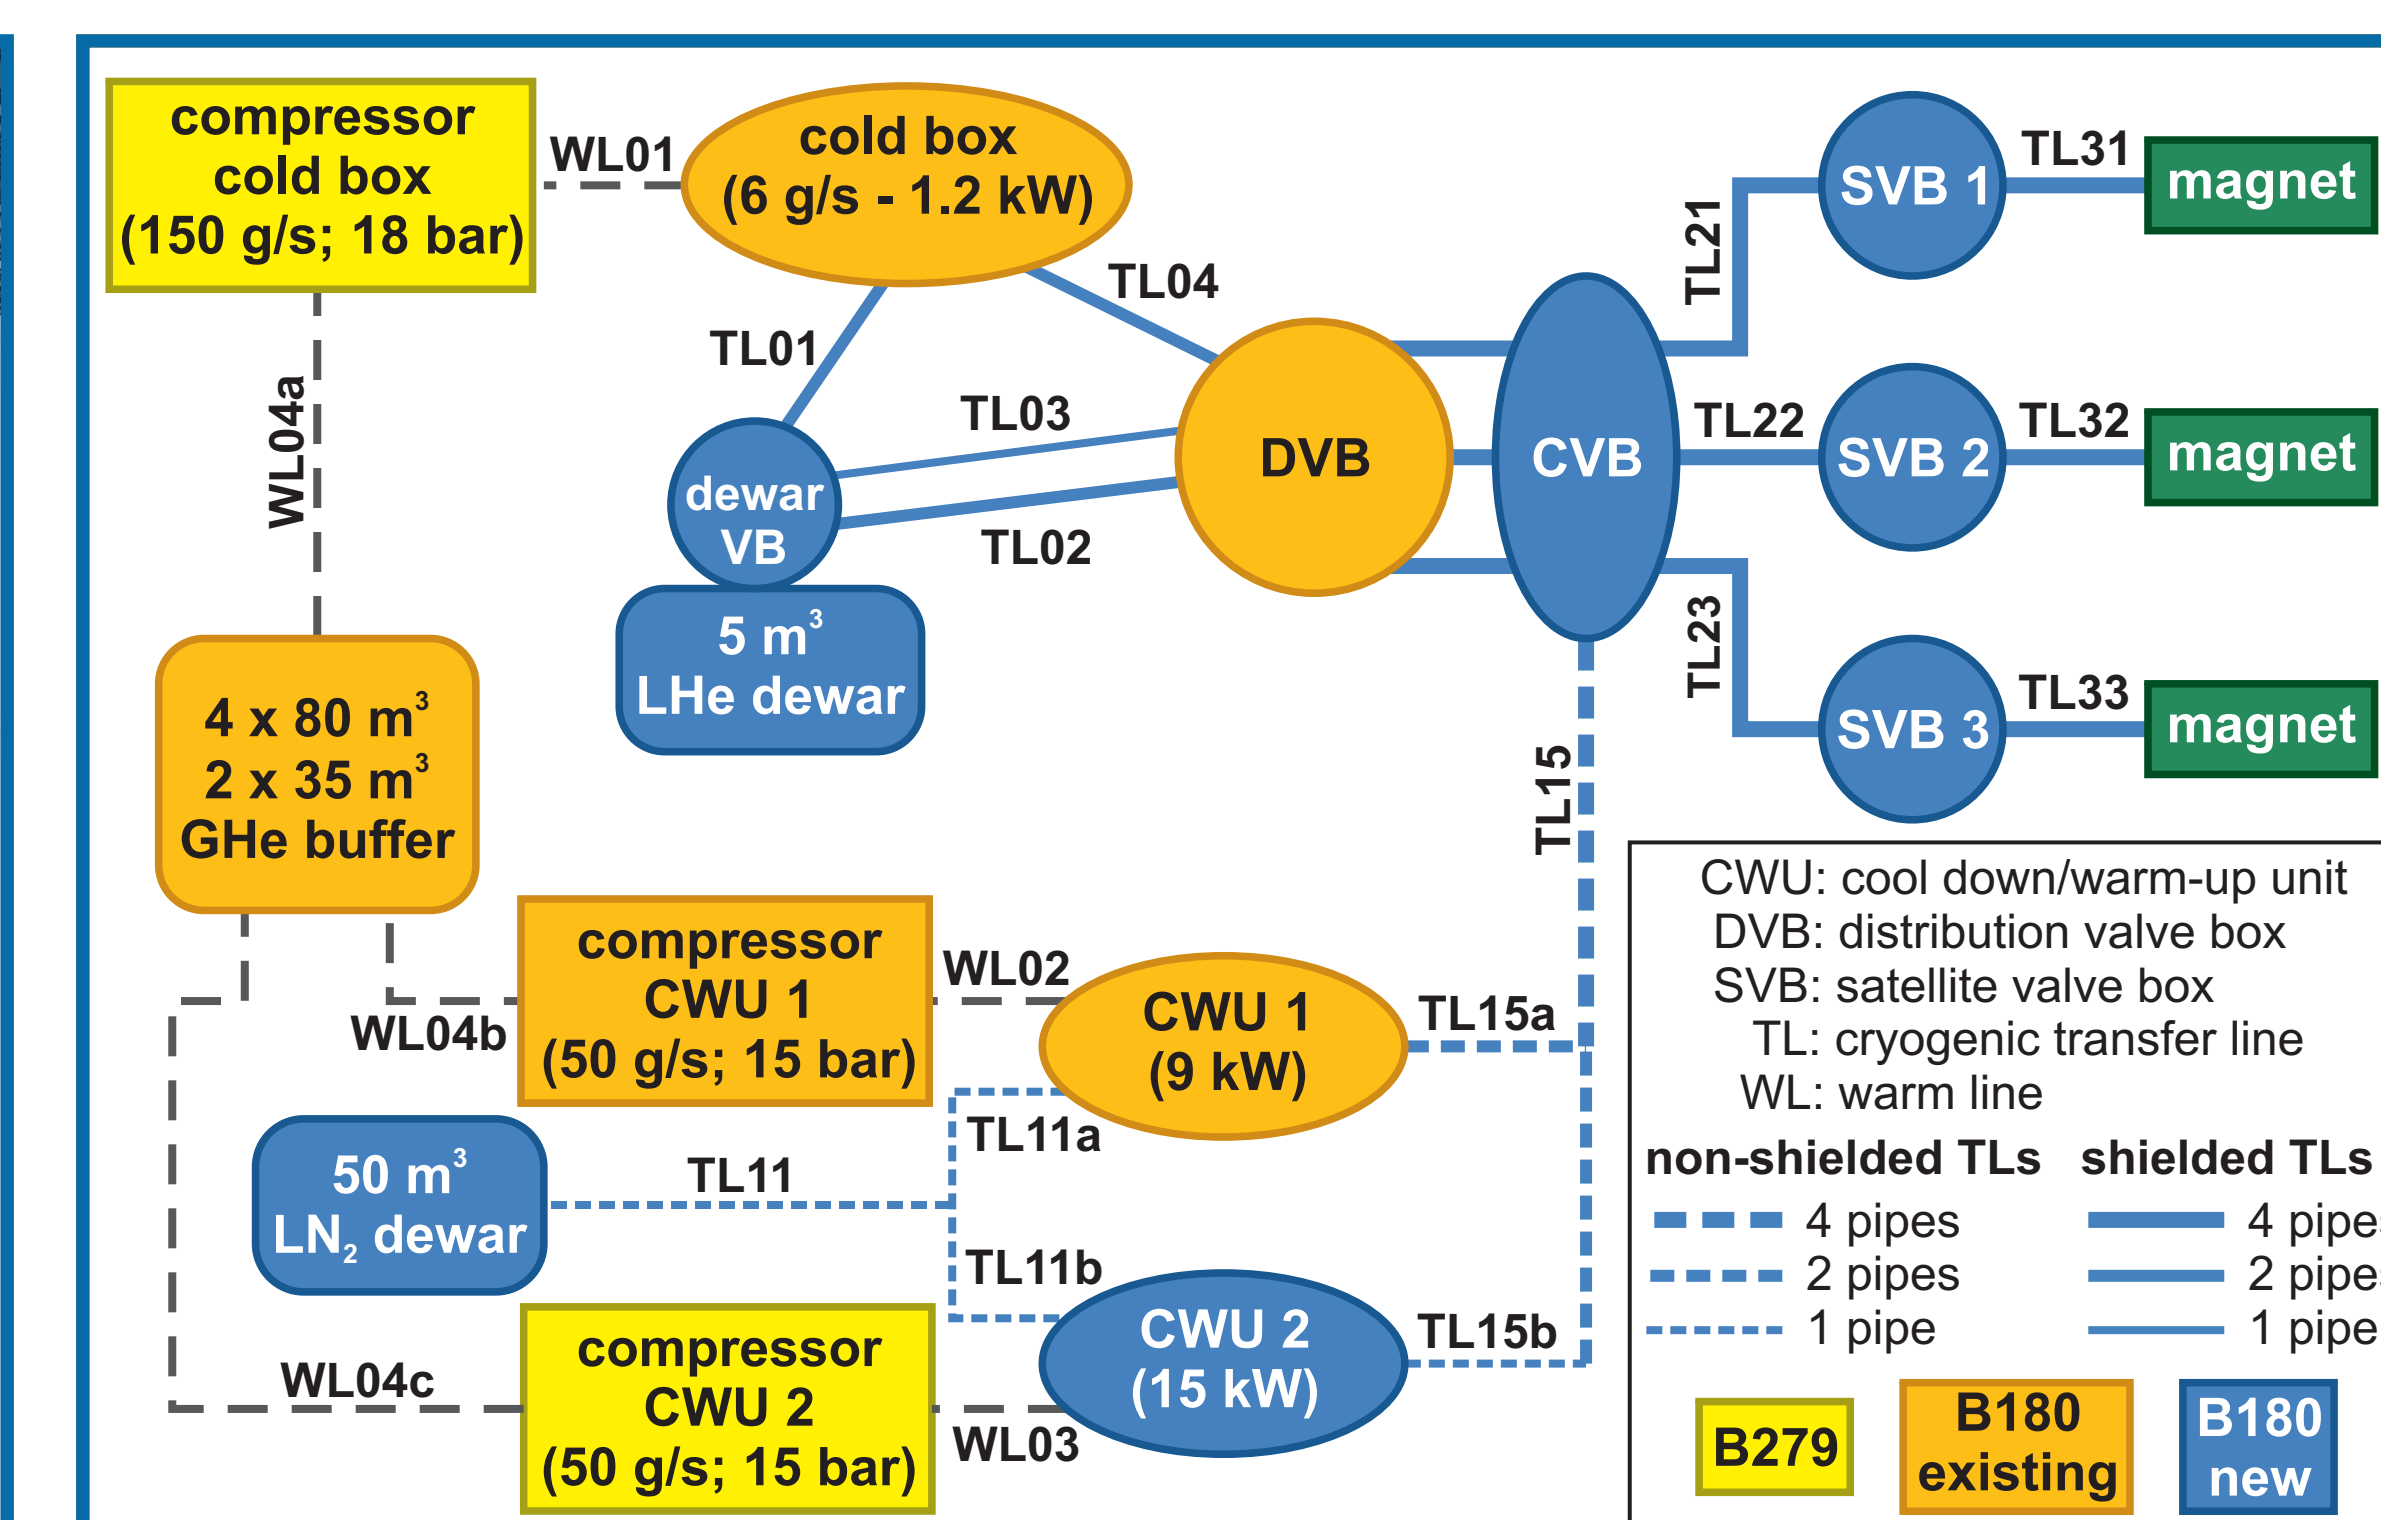 compressor
cold box
(150 g/s; 18 bar)
WL01
cold box
(6 g/s - 1.2 kW)
TL04
TL01
TL03
TL02
WL04a
dewar
VB
5 m³
LHe dewar
DVB
CVB
TL21
TL22
TL23
SVB 1
SVB 2
SVB 3
TL31
TL32
TL33
magnet
magnet
magnet
4 x 80 m³
2 x 35 m³
GHe buffer
TL15
compressor
CWU 1
(50 g/s; 15 bar)
WL02
WL04b
CWU 1
(9 kW)
TL15a
TL11a
TL11
50 m³
LN₂ dewar
TL11b
CWU 2
(15 kW)
TL15b
WL04c
compressor
CWU 2
(50 g/s; 15 bar)
WL03
CWU: cool down/warm-up unit
DVB: distribution valve box
SVB: satellite valve box
TL: cryogenic transfer line
WL: warm line
non-shielded TLs shielded TLs
4 pipes 4 pipes
2 pipes 2 pipes
1 pipe 1 pipe
B279
B180
existing
B180
new